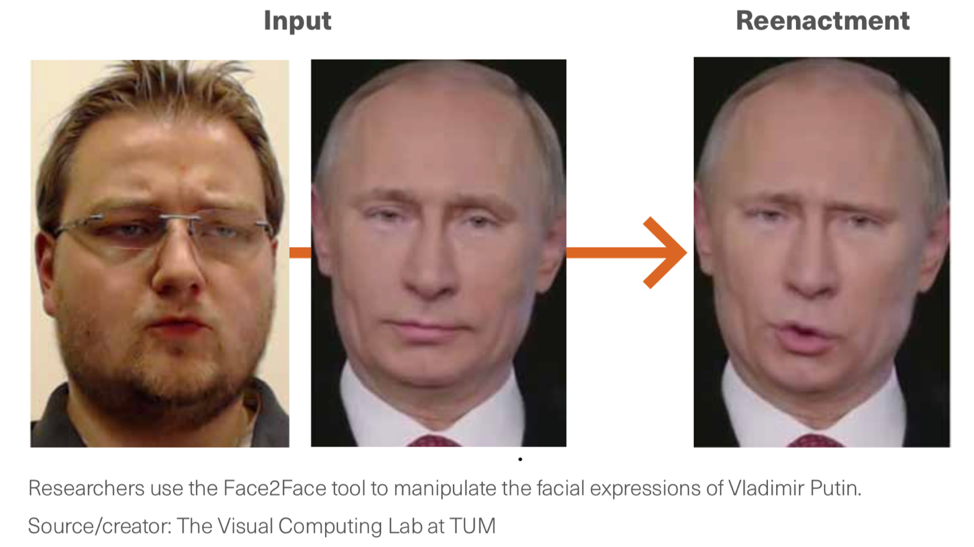 Input
Reenactment
Researchers use the Face2Face tool to manipulate the facial expressions of Vladimir Putin.
Source/creator: The Visual Computing Lab at TUM